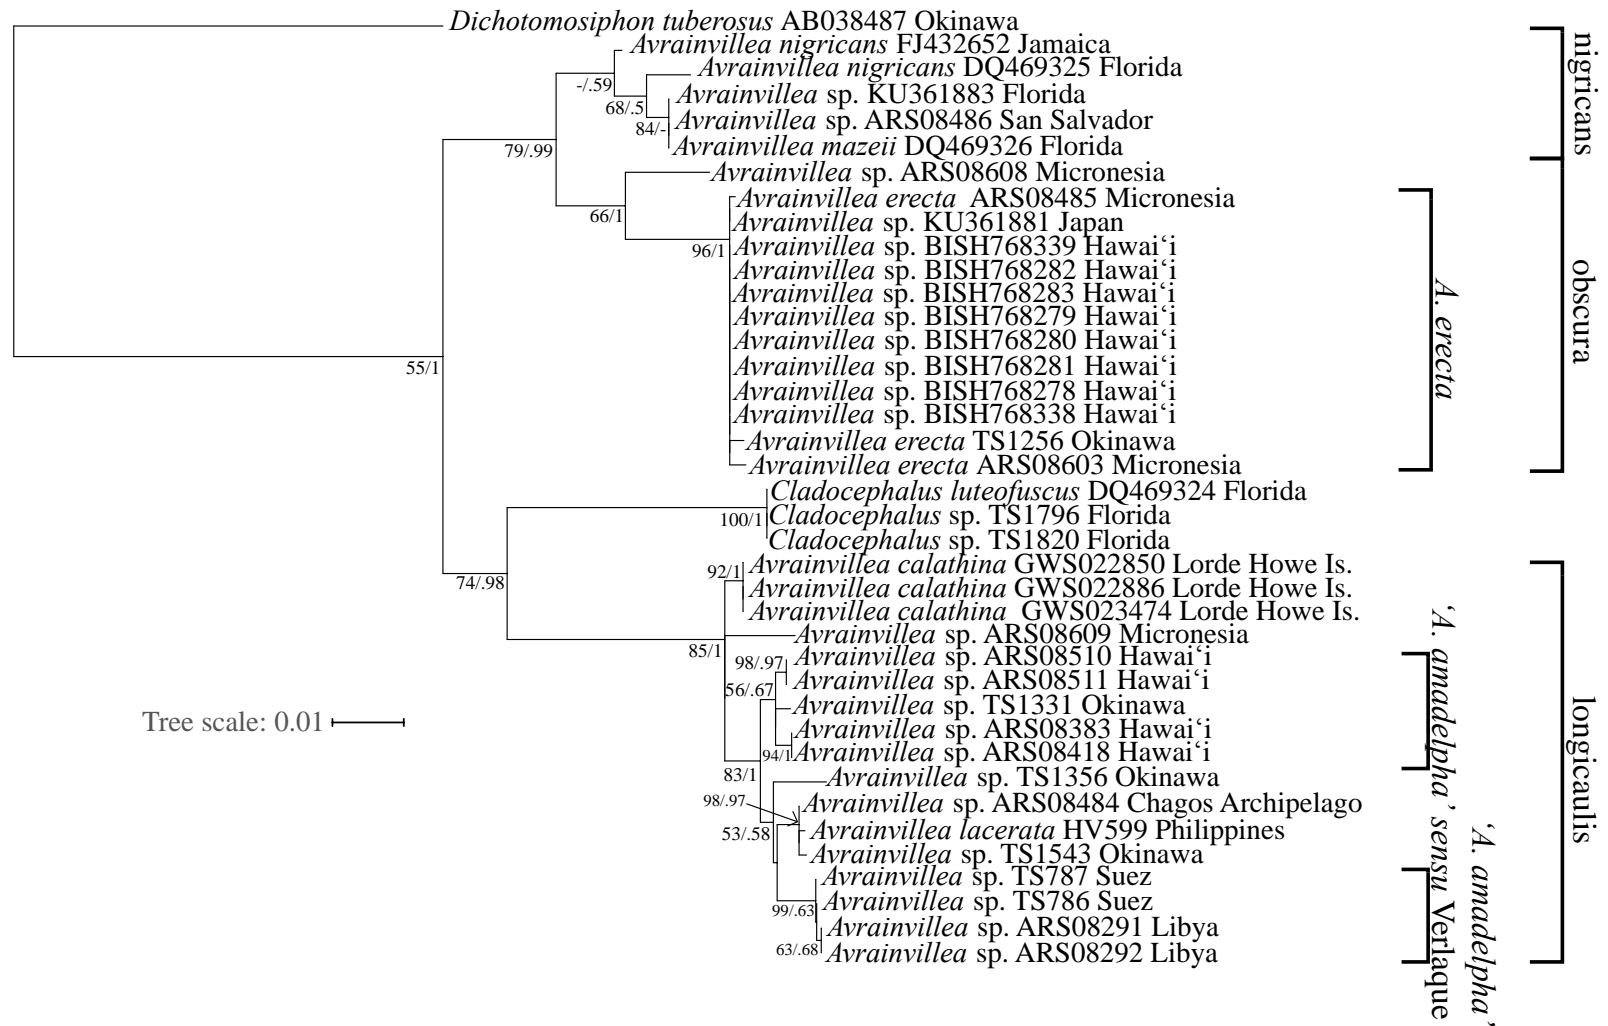 Dichotomosiphon tuberosus AB038487 Okinawa
Avrainvillea nigricans FJ432652 Jamaica
Avrainvillea nigricans DQ469325 Florida
-/.59
Avrainvillea sp. KU361883 Florida
68/.5
Avrainvillea sp. ARS08486 San Salvador
84/-
Avrainvillea mazeii DQ469326 Florida
79/.99
nigricans
Avrainvillea sp. ARS08608 Micronesia
Avrainvillea erecta ARS08485 Micronesia
66/1
Avrainvillea sp. KU361881 Japan
Avrainvillea sp. BISH768339 Hawai‘i
96/1
Avrainvillea sp. BISH768282 Hawai‘i
Avrainvillea sp. BISH768283 Hawai‘i
Avrainvillea sp. BISH768279 Hawai‘i
Avrainvillea sp. BISH768280 Hawai‘i
Avrainvillea sp. BISH768281 Hawai‘i
55/1
Avrainvillea sp. BISH768278 Hawai‘i
Avrainvillea sp. BISH768338 Hawai‘i
Avrainvillea erecta TS1256 Okinawa
Avrainvillea erecta ARS08603 Micronesia
A. erecta
obscura
Cladocephalus luteofuscus DQ469324 Florida
100/1
Cladocephalus sp. TS1796 Florida
Cladocephalus sp. TS1820 Florida
74/.98
Avrainvillea calathina GWS022850 Lorde Howe Is.
92/1
Avrainvillea calathina GWS022886 Lorde Howe Is.
Avrainvillea calathina GWS023474 Lorde Howe Is.
Avrainvillea sp. ARS08609 Micronesia
85/1
Avrainvillea sp. ARS08510 Hawai‘i
98/.97
Avrainvillea sp. ARS08511 Hawai‘i
56/.67
Avrainvillea sp. TS1331 Okinawa
Avrainvillea sp. ARS08383 Hawai‘i
Avrainvillea sp. ARS08418 Hawai‘i
94/1
83/1
Avrainvillea sp. TS1356 Okinawa
Avrainvillea sp. ARS08484 Chagos Archipelago
98/.97
Avrainvillea lacerata HV599 Philippines
53/.58
Avrainvillea sp. TS1543 Okinawa
Avrainvillea sp. TS787 Suez
Avrainvillea sp. TS786 Suez
99/.63
Avrainvillea sp. ARS08291 Libya
Avrainvillea sp. ARS08292 Libya
63/.68
‘A. amadelpha’ sensu Verlaque
‘A. amadelpha’
longicaulis
Tree scale: 0.01